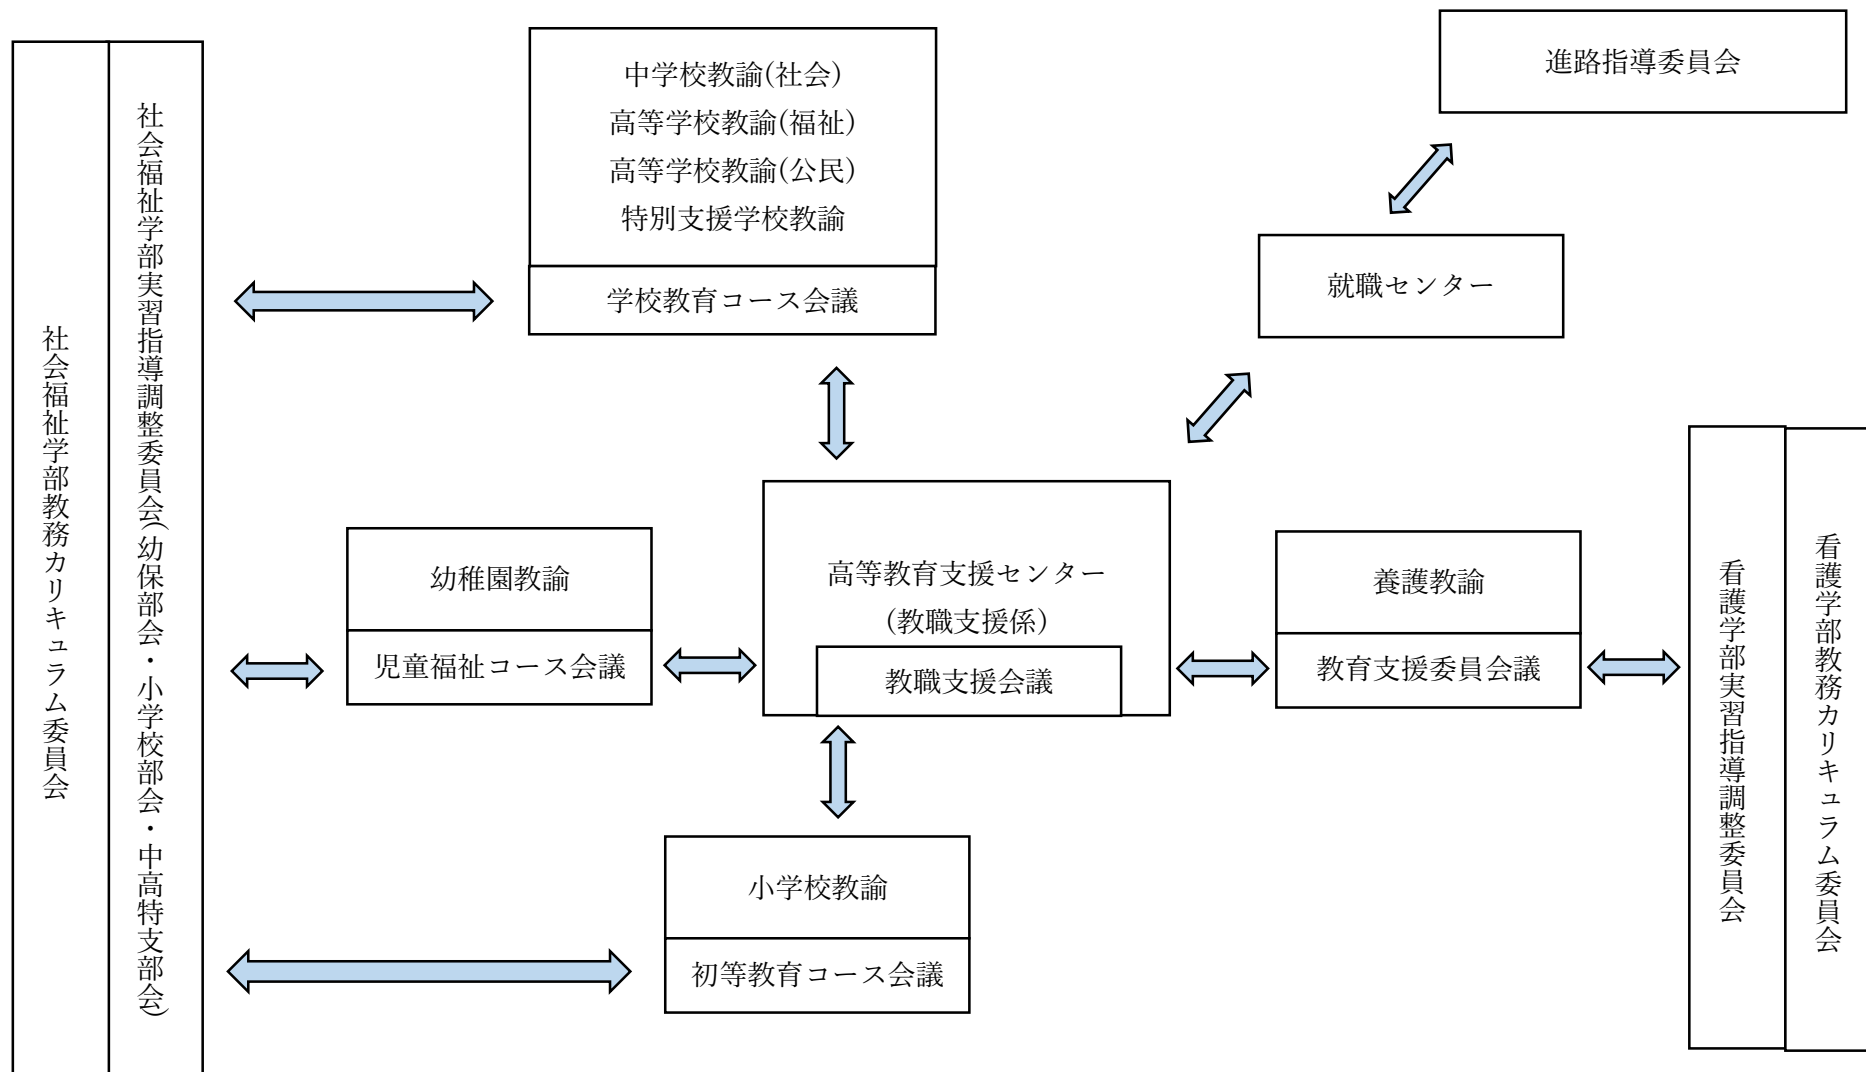 社会福祉学部教務カリキュラム委員会
社会福祉学部実習指導調整委員会(幼保部会・小学校部会・中高特支部会)
中学校教諭(社会)
高等学校教諭(福祉)
高等学校教諭(公民)
特別支援学校教諭
学校教育コース会議
進路指導委員会
就職センター
幼稚園教諭
児童福祉コース会議
高等教育支援センター
(教職支援係)
教職支援会議
養護教諭
教育支援委員会議
小学校教諭
初等教育コース会議
看護学部実習指導調整委員会
看護学部教務カリキュラム委員会